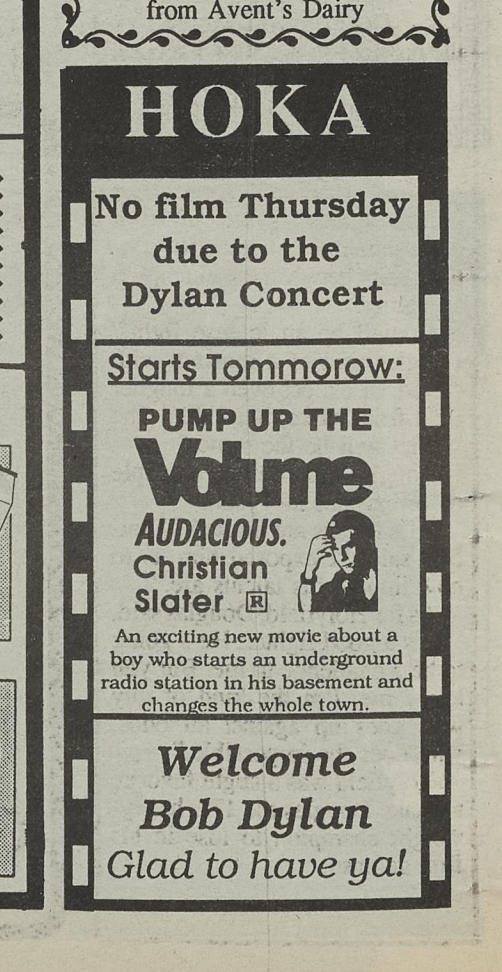 from Avent's Dairy
HOKA
No film Thursday
due to the
Dylan Concert
Starts Tommorow:
PUMP UP THE
Volume
AUDACIOUS.
Christian
Slater R
An exciting new movie about a
boy who starts an underground
radio station in his basement and
changes the whole town.
Welcome
Bob Dylan
Glad to have ya!